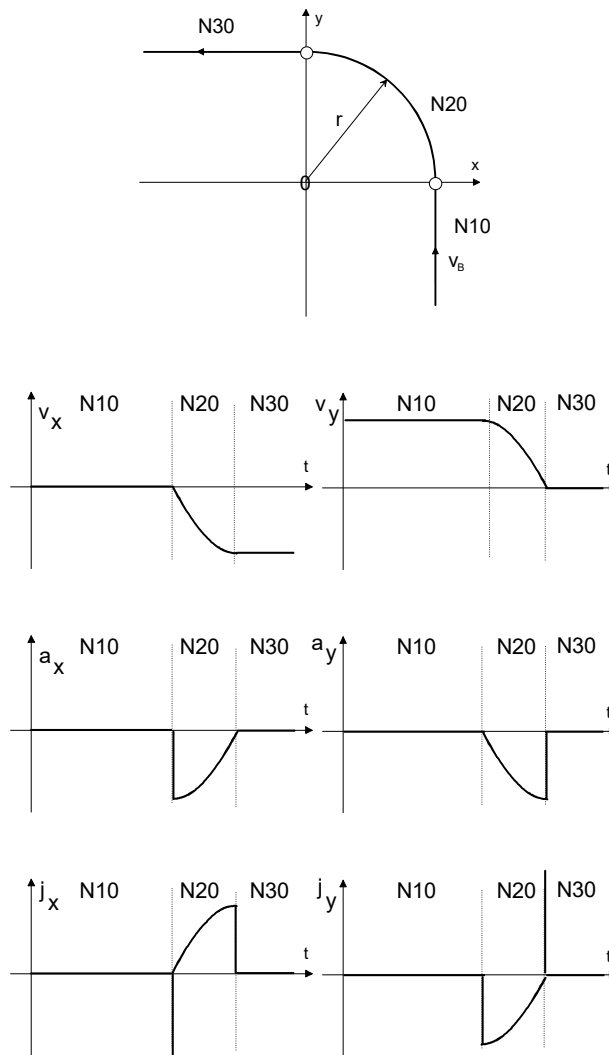 N30
y
N20
r
x
0
N10
v_B
v_x N10 N20 N30
t
v_y N10 N20 N30
t
a_x N10 N20 N30
t
a_y N10 N20 N30
t
j_x N10 N20 N30
t
j_y N10 N20 N30
t